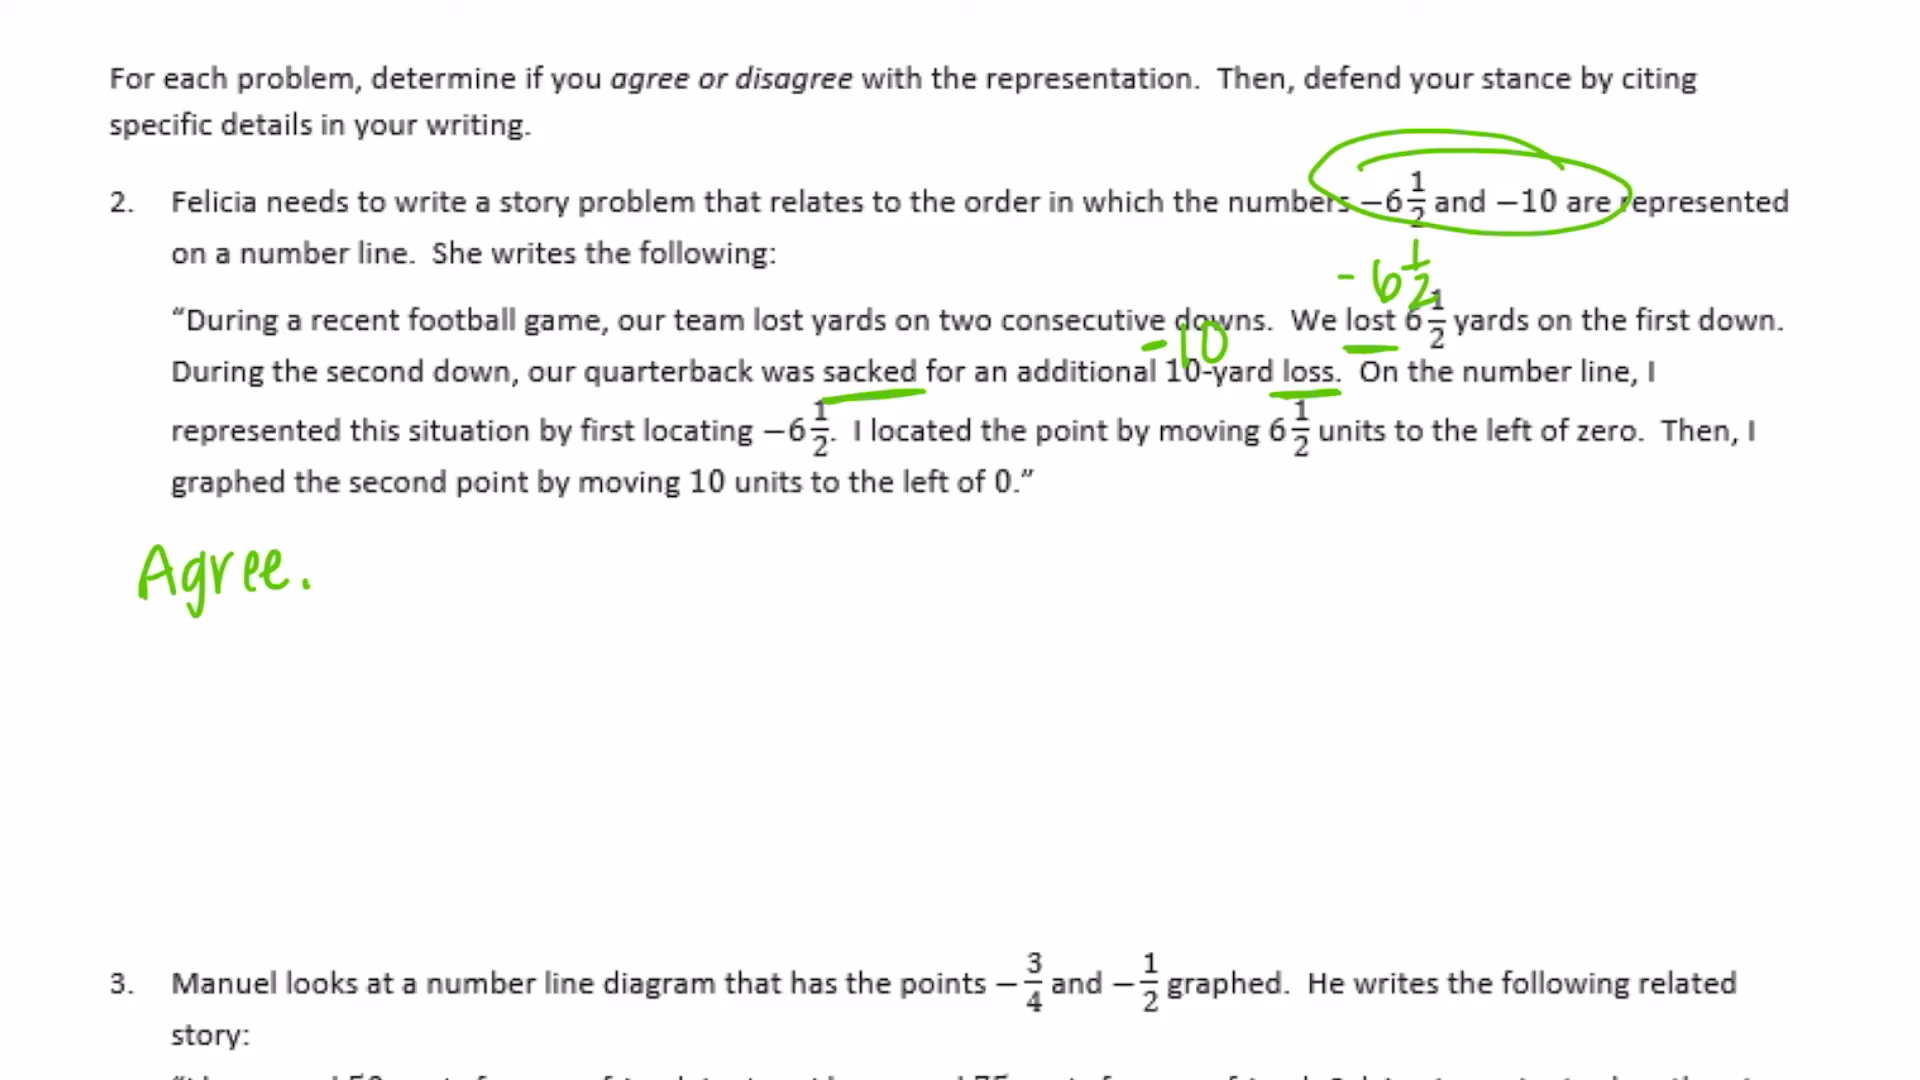 For each problem, determine if you agree or disagree with the representation. Then, defend your stance by citing
specific details in your writing.
2. Felicia needs to write a story problem that relates to the order in which the numbers −6 1/2 and −10 are represented
on a number line. She writes the following:
- 6 1/2
“During a recent football game, our team lost yards on two consecutive downs. We lost 6 1/2 yards on the first down.
-10
During the second down, our quarterback was sacked for an additional 10-yard loss. On the number line, I
represented this situation by first locating −6 1/2. I located the point by moving 6 1/2 units to the left of zero. Then, I
graphed the second point by moving 10 units to the left of 0.”
Agree.
3. Manuel looks at a number line diagram that has the points −3/4 and −1/2 graphed. He writes the following related
story: